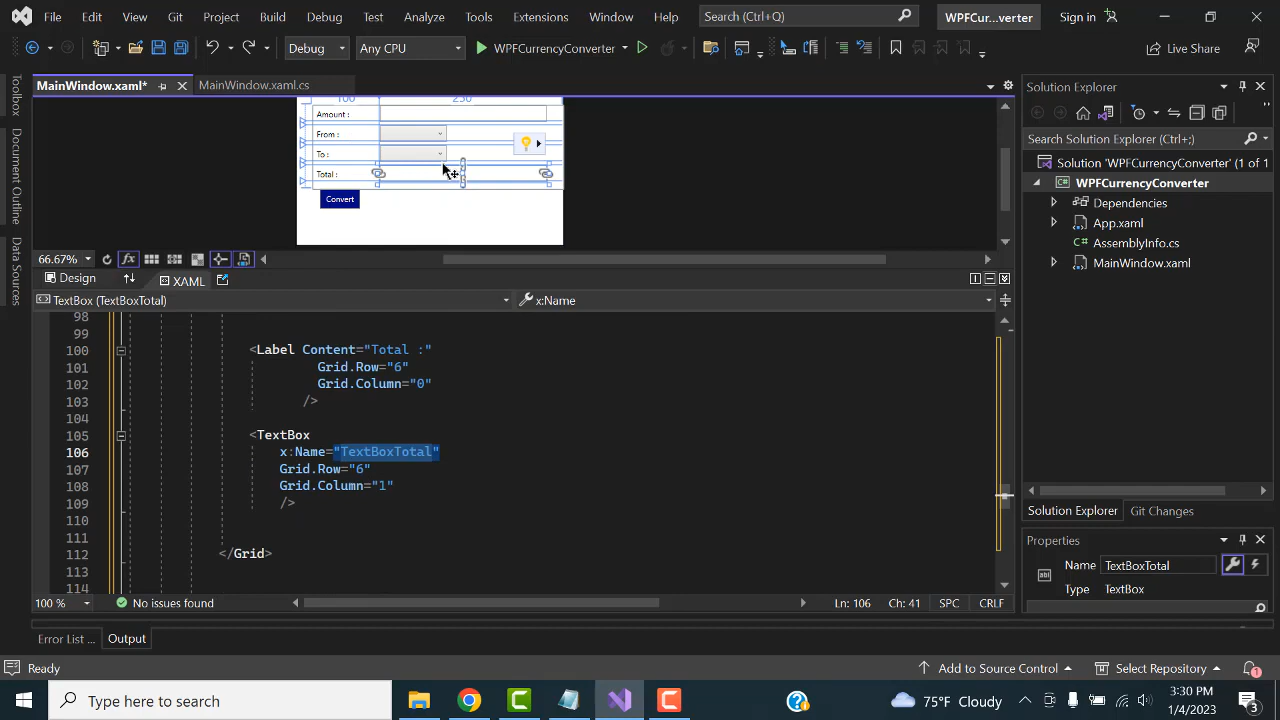 File Edit View Git Project Build Debug Test Analyze Tools Extensions Window Help Search (Ctrl+Q) WPFCur...verter Sign in
Debug Any CPU WPFCurrencyConverter Live Share
MainWindow.xaml* MainWindow.xaml.cs
Solution Explorer
Toolbox
Document Outline
Data Sources
100 250
Amount :
From :
To :
Total :
Convert
Search Solution Explorer (Ctrl+;)
Solution 'WPFCurrencyConverter' (1 of 1
WPFCurrencyConverter
Dependencies
App.xaml
AssemblyInfo.cs
MainWindow.xaml
66.67% fx
Design XAML
TextBox (TextBoxTotal) x:Name
98
99
100 <Label Content="Total :"
101 Grid.Row="6"
102 Grid.Column="0"
103 />
104
105 <TextBox
106 x:Name="TextBoxTotal"
107 Grid.Row="6"
108 Grid.Column="1"
109 />
110
111
112 </Grid>
113
114
Solution Explorer Git Changes
Properties
Name TextBoxTotal
Type TextBox
100 % No issues found Ln: 106 Ch: 41 SPC CRLF
Error List ... Output
Ready Add to Source Control Select Repository 1
Type here to search
75°F Cloudy
3:30 PM
1/4/2023
3